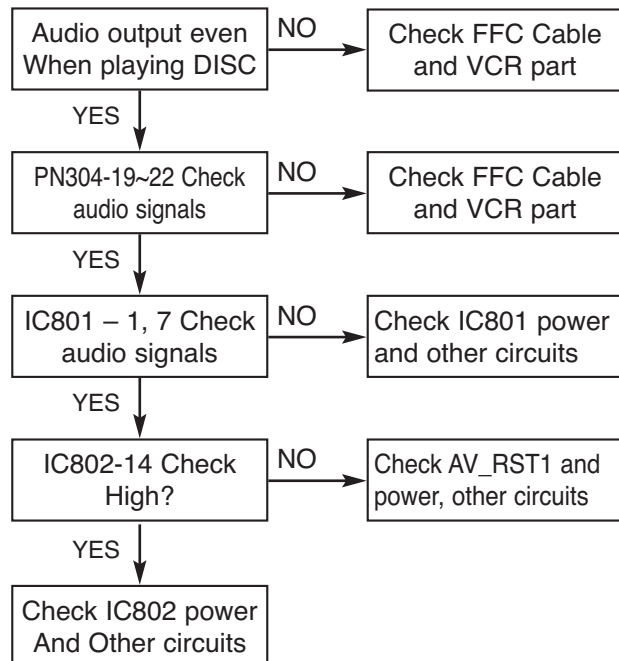 Audio output even
When playing DISC
NO
Check FFC Cable
and VCR part
YES
PN304-19~22 Check
audio signals
NO
Check FFC Cable
and VCR part
YES
IC801 – 1, 7 Check
audio signals
NO
Check IC801 power
and other circuits
YES
IC802-14 Check
High?
NO
Check AV_RST1 and
power, other circuits
YES
Check IC802 power
And Other circuits